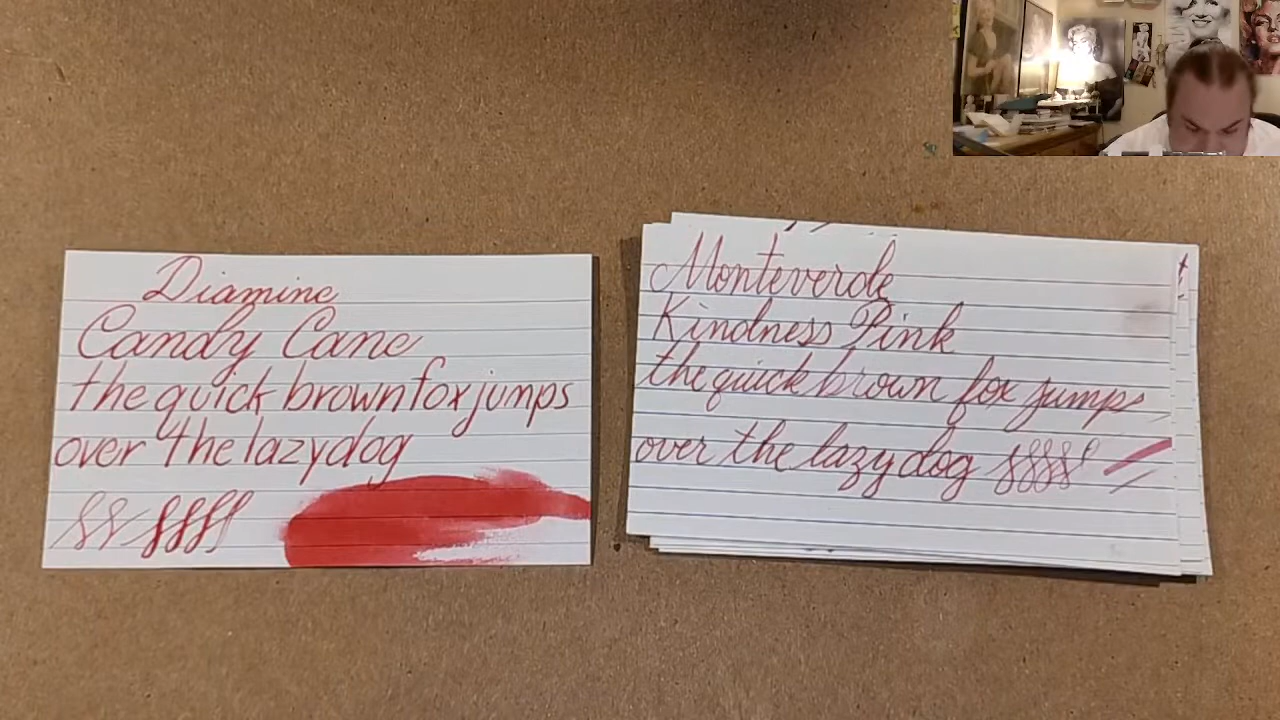 Diamine
Candy Cane
the quick brown fox jumps
over the lazy dog
Monteverde
Kindness Pink
the quick brown fox jumps
over the lazy dog